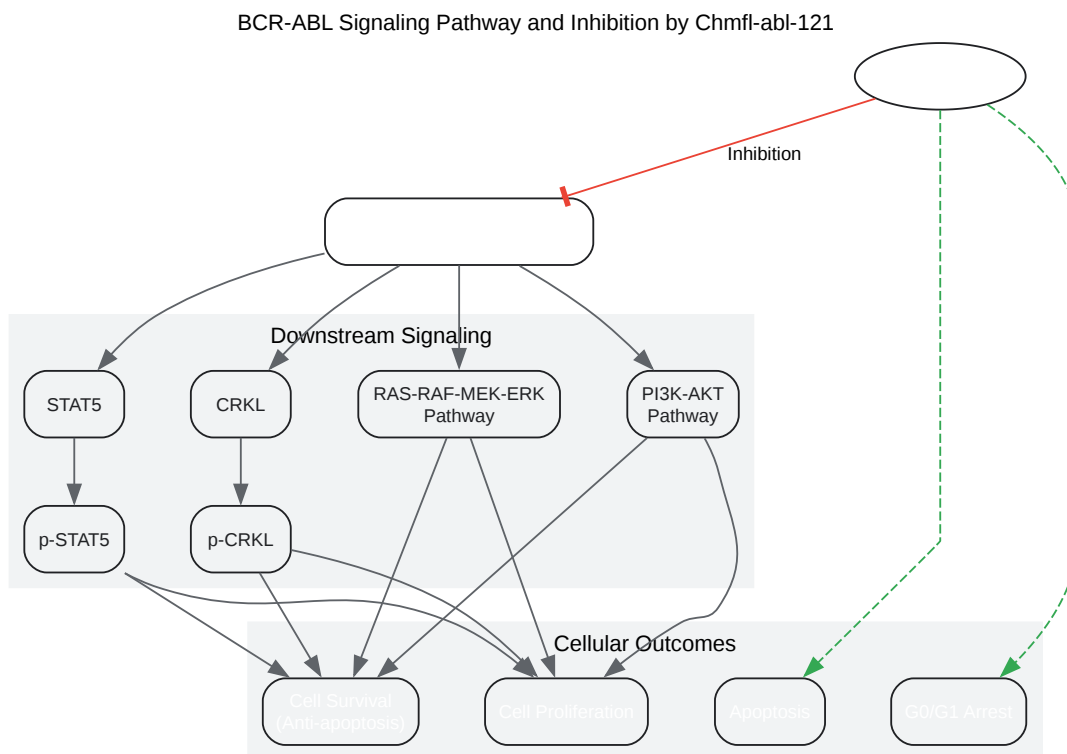 BCR-ABL Signaling Pathway and Inhibition by Chmfl-abl-121
Inhibition
Downstream Signaling
STAT5
CRKL
RAS-RAF-MEK-ERK
Pathway
PI3K-AKT
Pathway
p-STAT5
p-CRKL
Cellular Outcomes
Cell Survival
(Anti-apoptosis)
Cell Proliferation
Apoptosis
G0/G1 Arrest